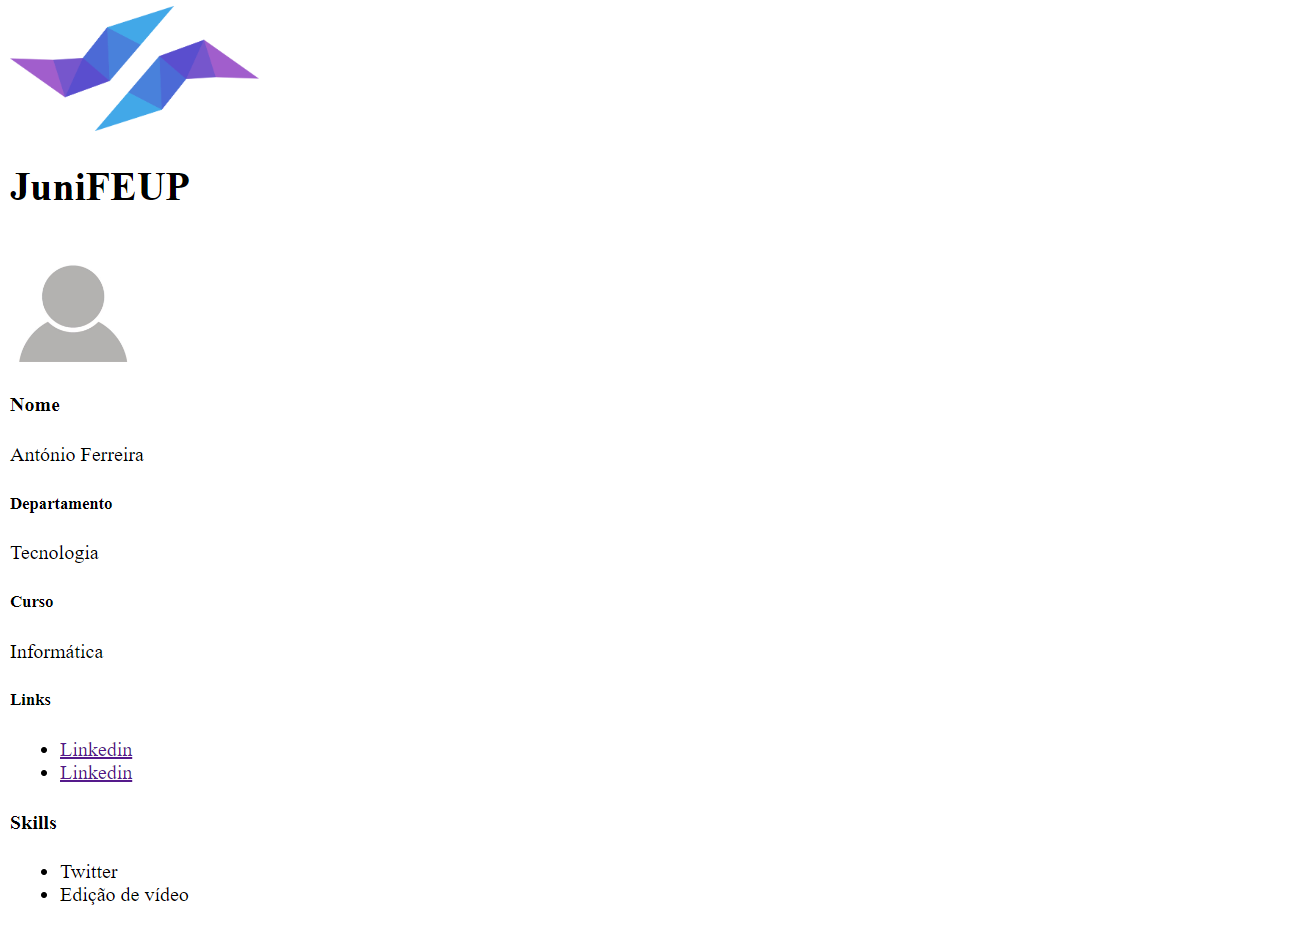 JuniFEUP
Nome
António Ferreira
Departamento
Tecnologia
Curso
Informática
Links
Linkedin
Linkedin
Skills
Twitter
Edição de vídeo